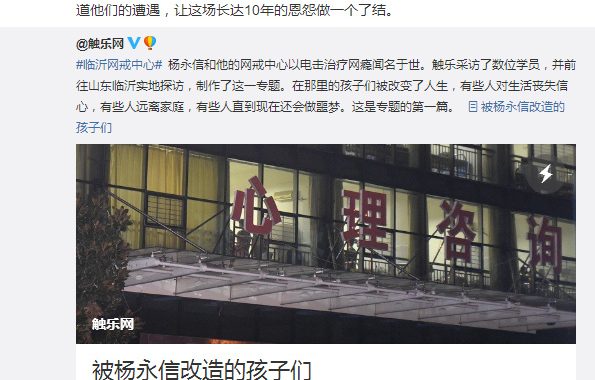 道他们的遭遇，让这场长达10年的恩怨做一个了结。
@触乐网
#临沂网戒中心# 杨永信和他的网戒中心以电击治疗网瘾闻名于世。触乐采访了数位学员，并前
往山东临沂实地探访，制作了这一专题。在那里的孩子们被改变了人生，有些人对生活丧失信
心，有些人远离家庭，有些人直到现在还会做噩梦。这是专题的第一篇。 被杨永信改造的
孩子们
心理咨询
触乐网
被杨永信改造的孩子们